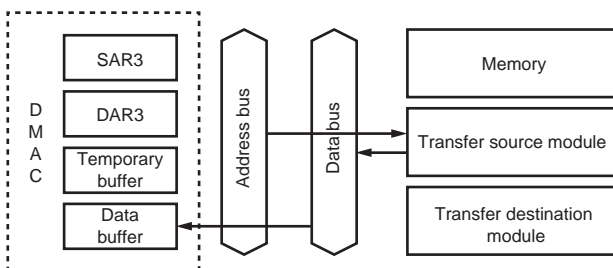 D
M
A
C
SAR3
DAR3
Temporary
buffer
Data
buffer
Address bus
Data bus
Memory
Transfer source module
Transfer destination
module